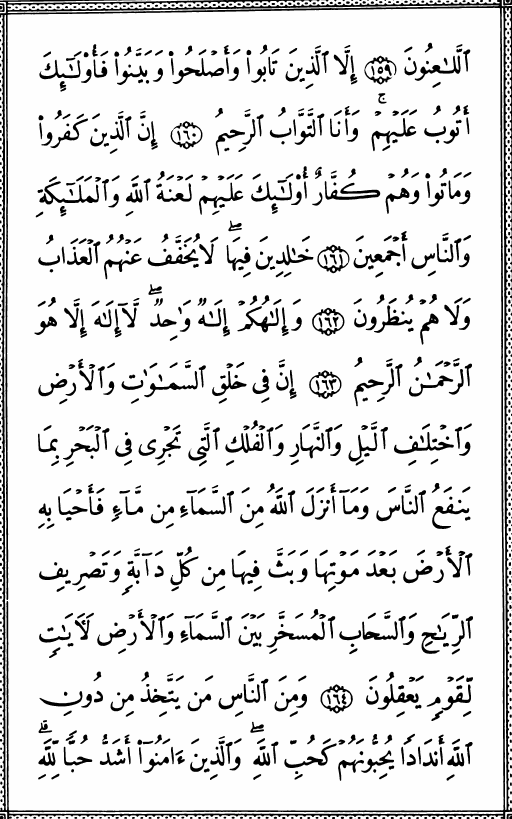 ٱللَّـٰعِنُونَ ١٥٩ إِلَّا ٱلَّذِينَ تَابُوا۟ وَأَصْلَحُوا۟ وَبَيَّنُوا۟ فَأُو۟لَـٰٓئِكَ
أَتُوبُ عَلَيْهِمْ ۚ وَأَنَا ٱلتَّوَّابُ ٱلرَّحِيمُ ١٦٠ إِنَّ ٱلَّذِينَ كَفَرُوا۟
وَمَاتُوا۟ وَهُمْ كُفَّارٌ أُو۟لَـٰٓئِكَ عَلَيْهِمْ لَعْنَةُ ٱللَّهِ وَٱلْمَلَـٰٓئِكَةِ
وَٱلنَّاسِ أَجْمَعِينَ ١٦١ خَـٰلِدِينَ فِيهَا ۖ لَا يُخَفَّفُ عَنْهُمُ ٱلْعَذَابُ
وَلَا هُمْ يُنظَرُونَ ١٦٢ وَإِلَـٰهُكُمْ إِلَـٰهٌ وَٰحِدٌ ۖ لَّآ إِلَـٰهَ إِلَّا هُوَ
ٱلرَّحْمَـٰنُ ٱلرَّحِيمُ ١٦٣ إِنَّ فِى خَلْقِ ٱلسَّمَـٰوَٰتِ وَٱلْأَرْضِ
وَٱخْتِلَـٰفِ ٱلَّيْلِ وَٱلنَّهَارِ وَٱلْفُلْكِ ٱلَّتِى تَجْرِى فِى ٱلْبَحْرِ بِمَا
يَنفَعُ ٱلنَّاسَ وَمَآ أَنزَلَ ٱللَّهُ مِنَ ٱلسَّمَآءِ مِن مَّآءٍ فَأَحْيَا بِهِ
ٱلْأَرْضَ بَعْدَ مَوْتِهَا وَبَثَّ فِيهَا مِن كُلِّ دَآبَّةٍ وَتَصْرِيفِ
ٱلرِّيَـٰحِ وَٱلسَّحَابِ ٱلْمُسَخَّرِ بَيْنَ ٱلسَّمَآءِ وَٱلْأَرْضِ لَـَٔايَـٰتٍ
لِّقَوْمٍ يَعْقِلُونَ ١٦٤ وَمِنَ ٱلنَّاسِ مَن يَتَّخِذُ مِن دُونِ
ٱللَّهِ أَندَادًا يُحِبُّونَهُمْ كَحُبِّ ٱللَّهِ ۖ وَٱلَّذِينَ ءَامَنُوٓا۟ أَشَدُّ حُبًّا لِّلَّهِ ۗ